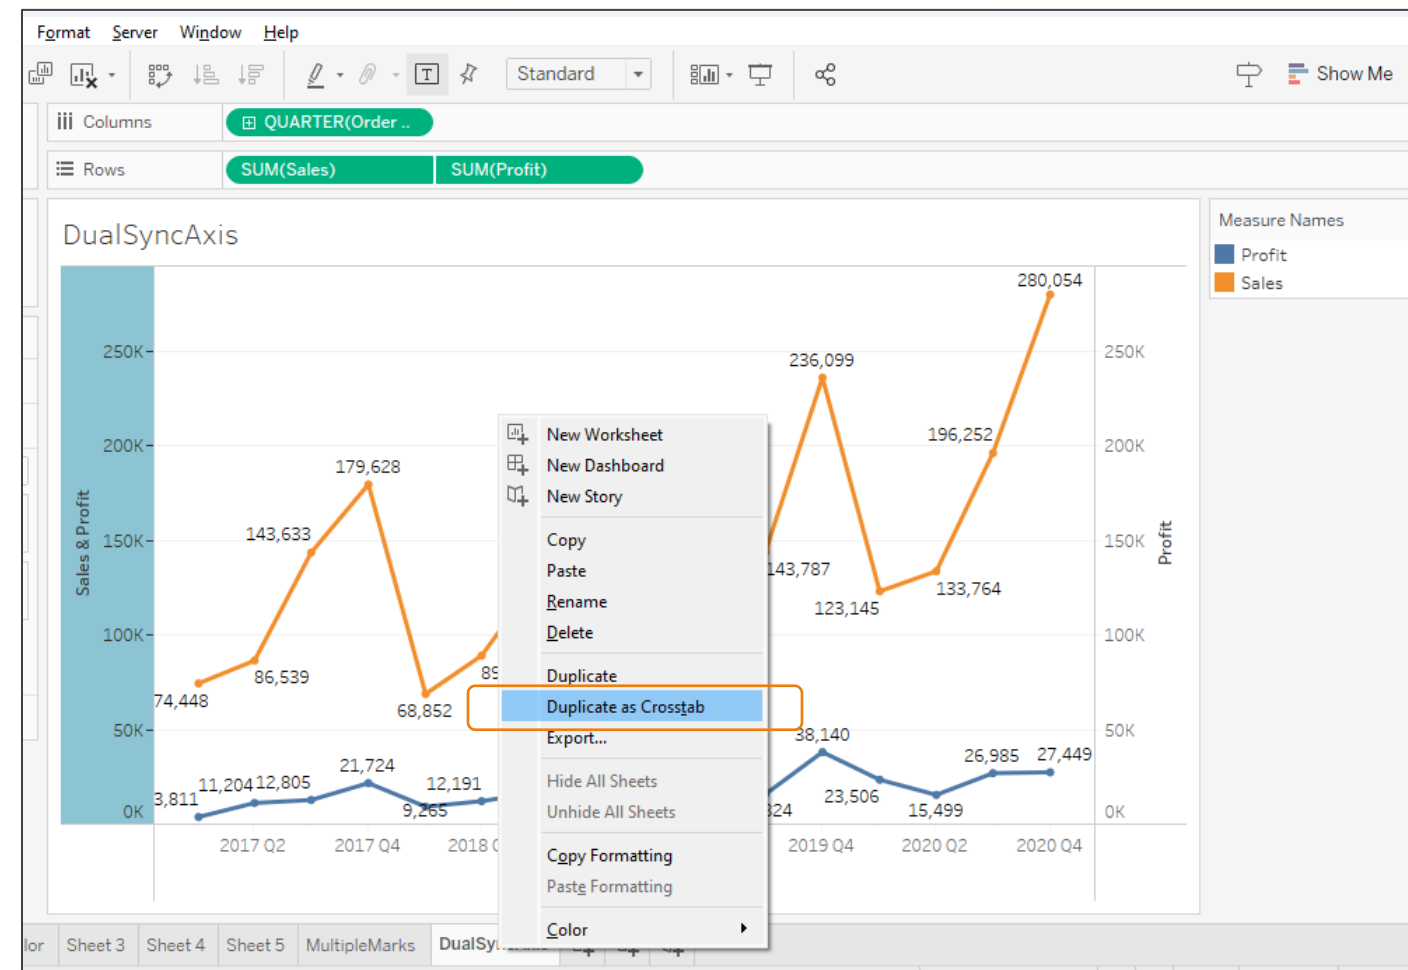 Format Server Window Help
Standard
Show Me
Columns
QUARTER(Order ..
Rows
SUM(Sales)
SUM(Profit)
DualSyncAxis
Measure Names
Profit
Sales
280,054
250K
236,099
250K
200K
179,628
196,252
200K
143,633
150K
143,787
150K
Sales & Profit
Profit
133,764
123,145
100K
100K
86,539
89
74,448
68,852
50K
38,140
50K
21,724
26,985 27,449
11,204 12,805
12,191
3,811
9,265
324
23,506
15,499
0K
0K
2017 Q2
2017 Q4
2018
2019 Q4
2020 Q2
2020 Q4
New Worksheet
New Dashboard
New Story
Copy
Paste
Rename
Delete
Duplicate
Duplicate as Crosstab
Export...
Hide All Sheets
Unhide All Sheets
Copy Formatting
Paste Formatting
Color
lor
Sheet 3
Sheet 4
Sheet 5
MultipleMarks
DualSy